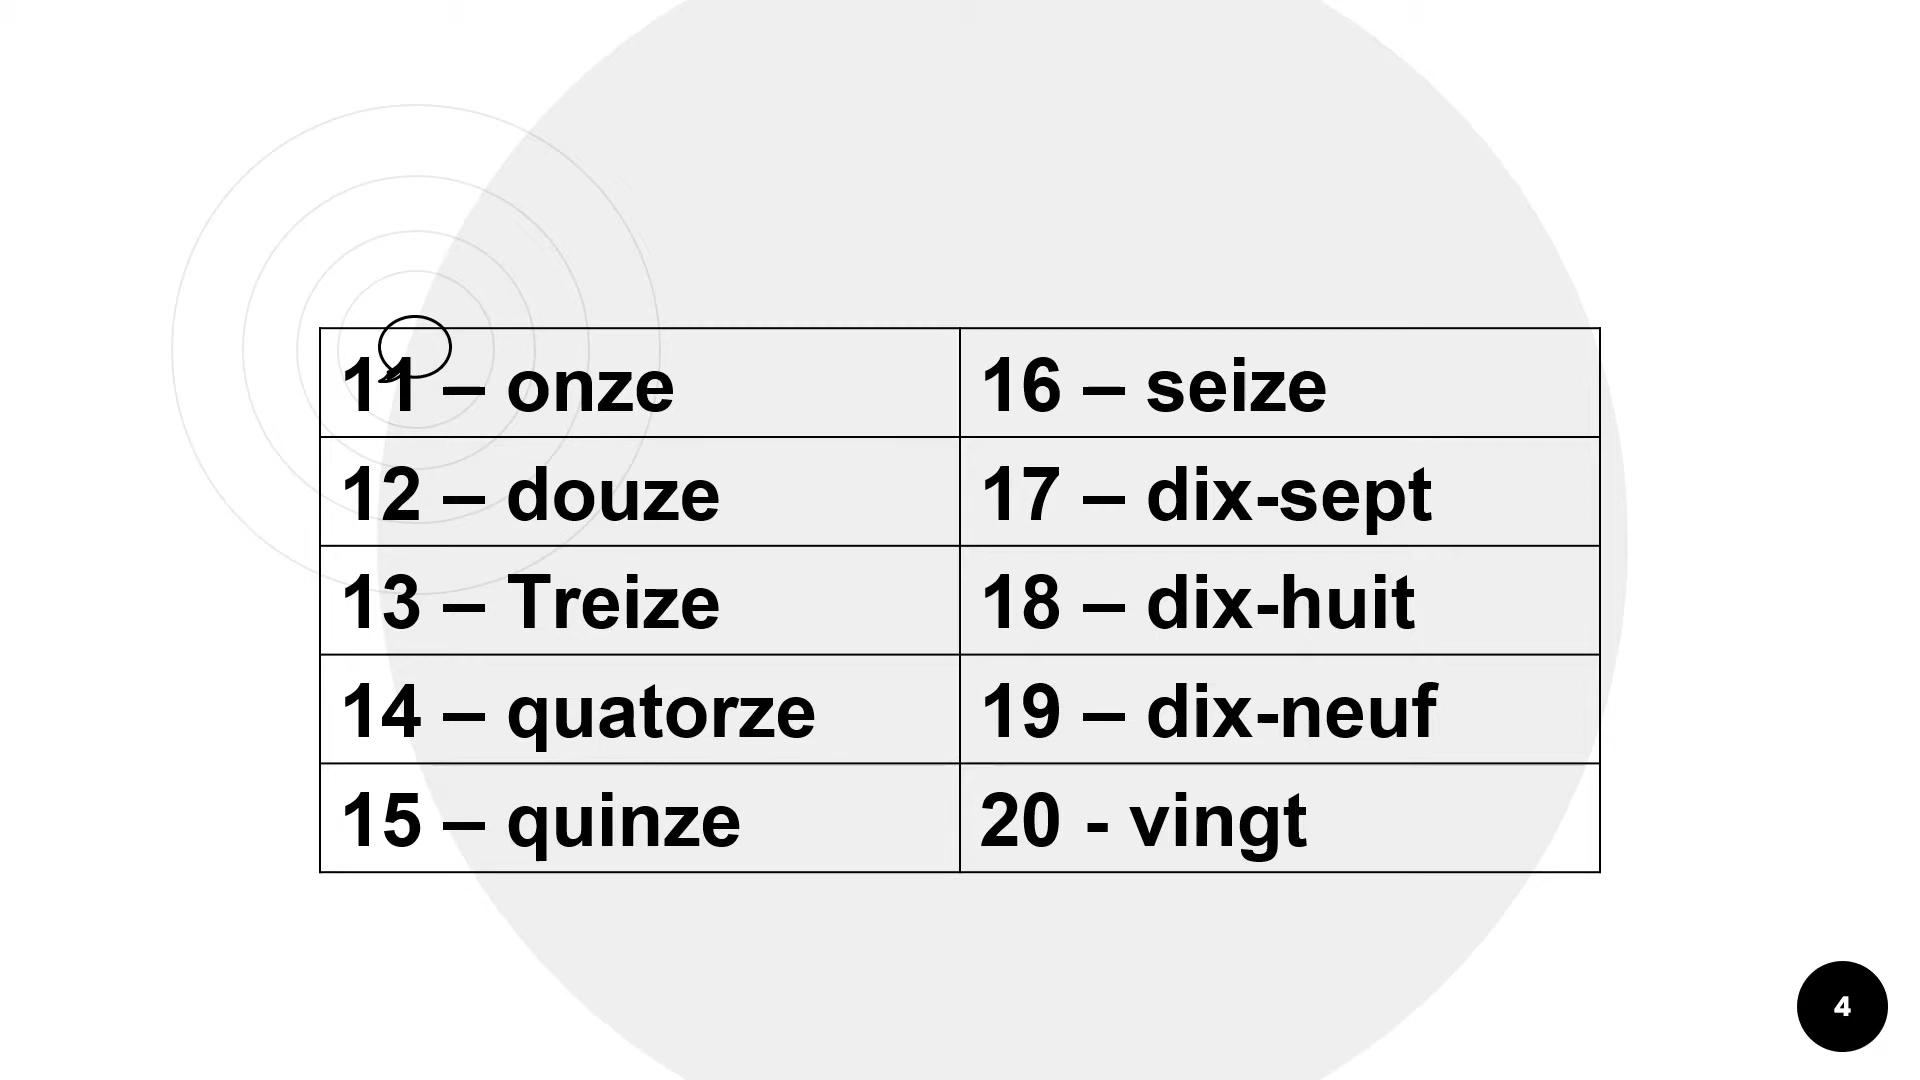 11 – onze
16 – seize
12 – douze
17 – dix-sept
13 – Treize
18 – dix-huit
14 – quatorze
19 – dix-neuf
15 – quinze
20 - vingt
4